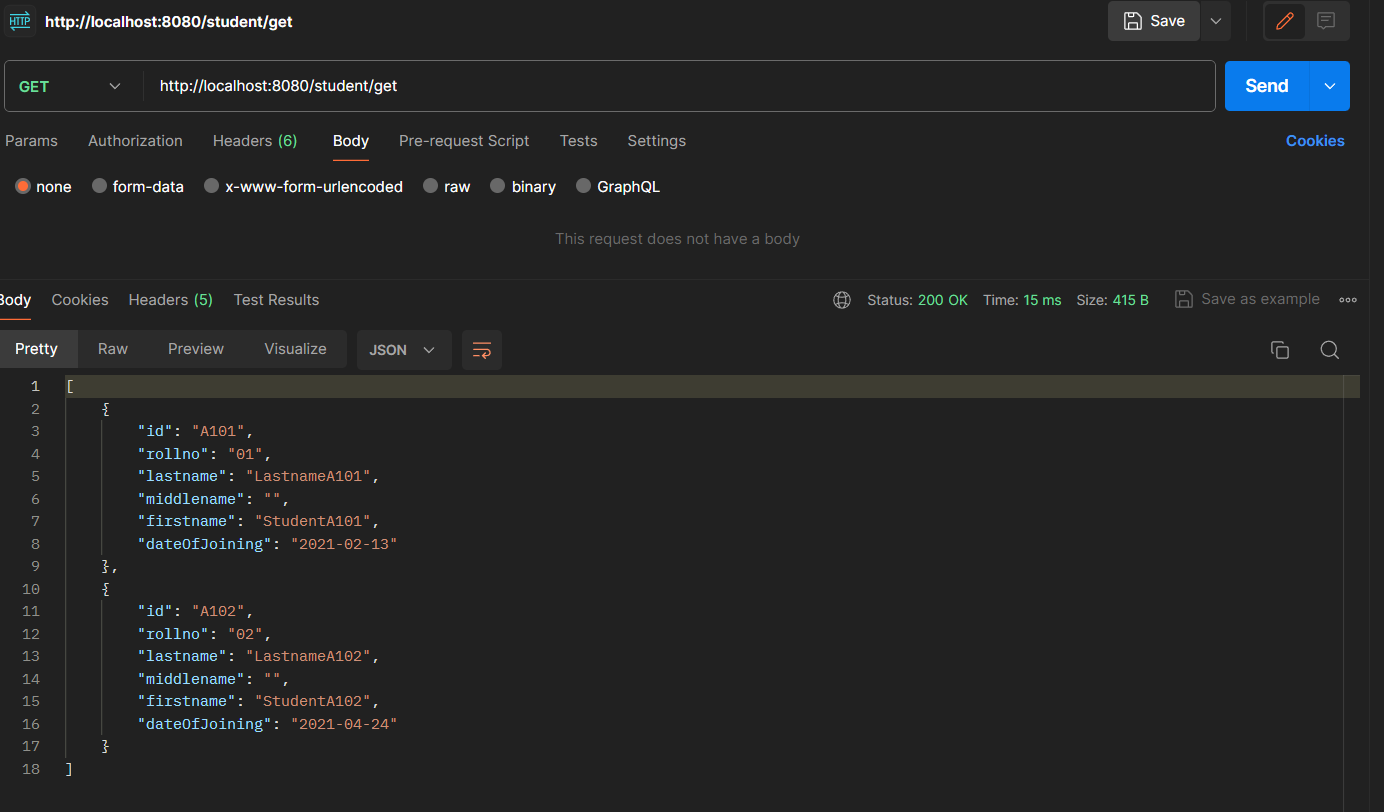 HTTP http://localhost:8080/student/get Save
GET http://localhost:8080/student/get Send
Params Authorization Headers (6) Body Pre-request Script Tests Settings Cookies
none form-data x-www-form-urlencoded raw binary GraphQL
This request does not have a body
Body Cookies Headers (5) Test Results Status: 200 OK Time: 15 ms Size: 415 B Save as example
Pretty Raw Preview Visualize JSON
1 [
2 {
3 "id": "A101",
4 "rollno": "01",
5 "lastname": "LastnameA101",
6 "middlename": "",
7 "firstname": "StudentA101",
8 "dateOfJoining": "2021-02-13"
9 },
10 {
11 "id": "A102",
12 "rollno": "02",
13 "lastname": "LastnameA102",
14 "middlename": "",
15 "firstname": "StudentA102",
16 "dateOfJoining": "2021-04-24"
17 }
18 ]